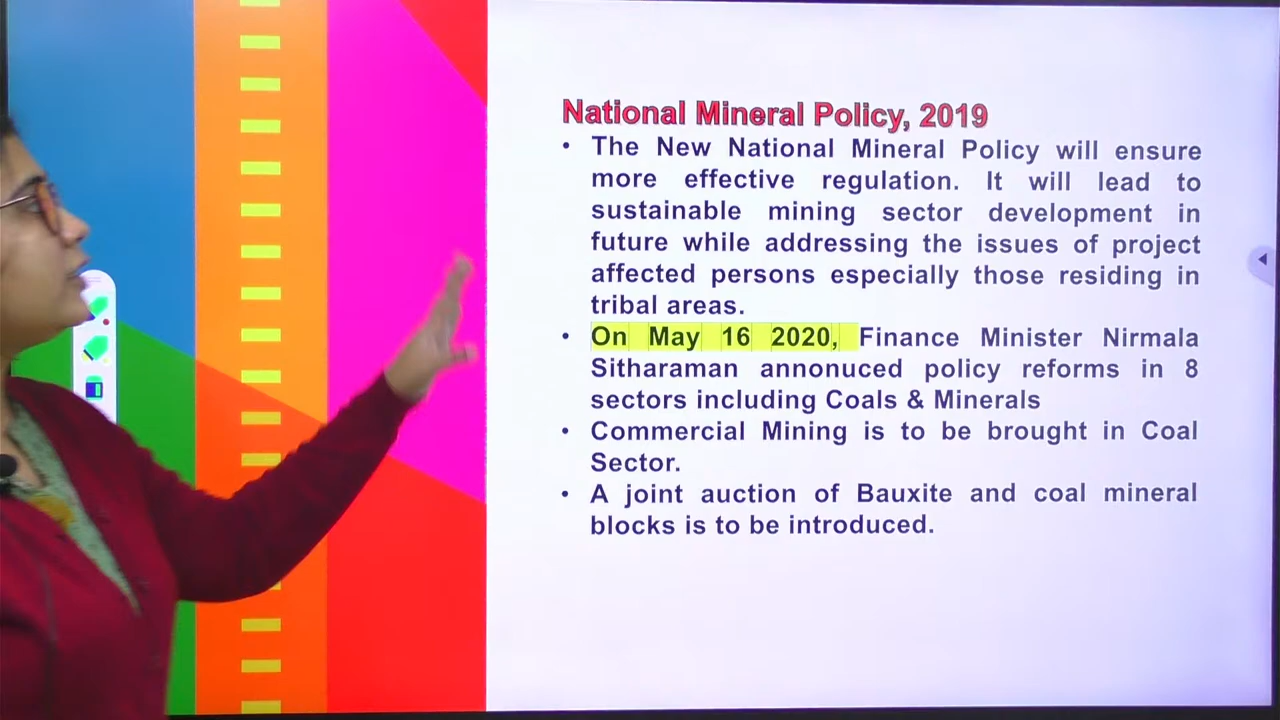 National Mineral Policy, 2019
• The New National Mineral Policy will ensure
more effective regulation. It will lead to
sustainable mining sector development in
future while addressing the issues of project
affected persons especially those residing in
tribal areas.
• On May 16 2020, Finance Minister Nirmala
Sitharaman annonuced policy reforms in 8
sectors including Coals & Minerals
• Commercial Mining is to be brought in Coal
Sector.
• A joint auction of Bauxite and coal mineral
blocks is to be introduced.